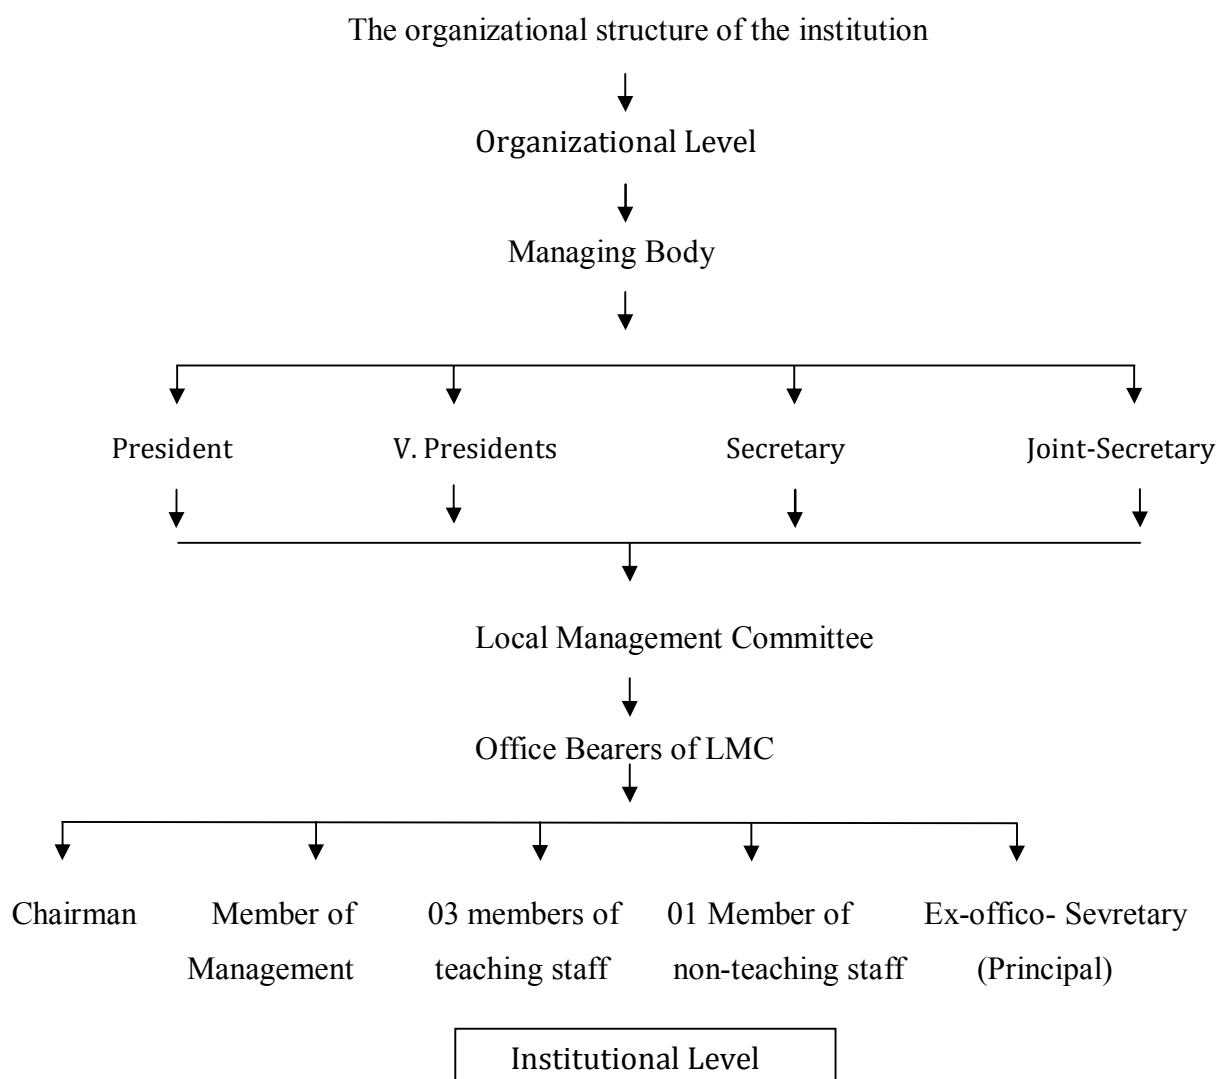 The organizational structure of the institution
Organizational Level
Managing Body
President V. Presidents Secretary Joint-Secretary
Local Management Committee
Office Bearers of LMC
Chairman Member of 03 members of 01 Member of Ex-offico- Sevretary
Management teaching staff non-teaching staff (Principal)
Institutional Level